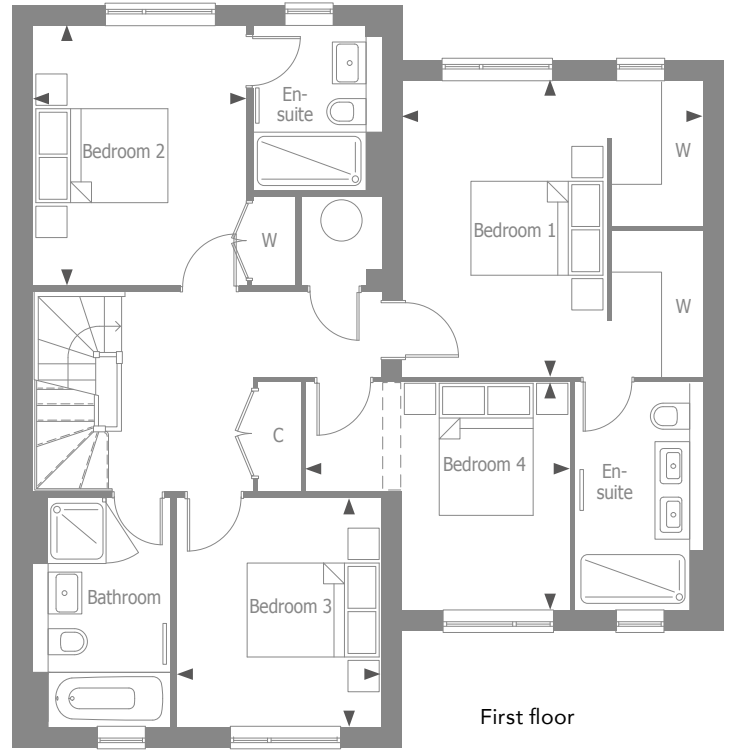 En-
suite
Bedroom 2
W
Bedroom 1
W
W
C
Bedroom 4
En-
suite
Bathroom
Bedroom 3
First floor